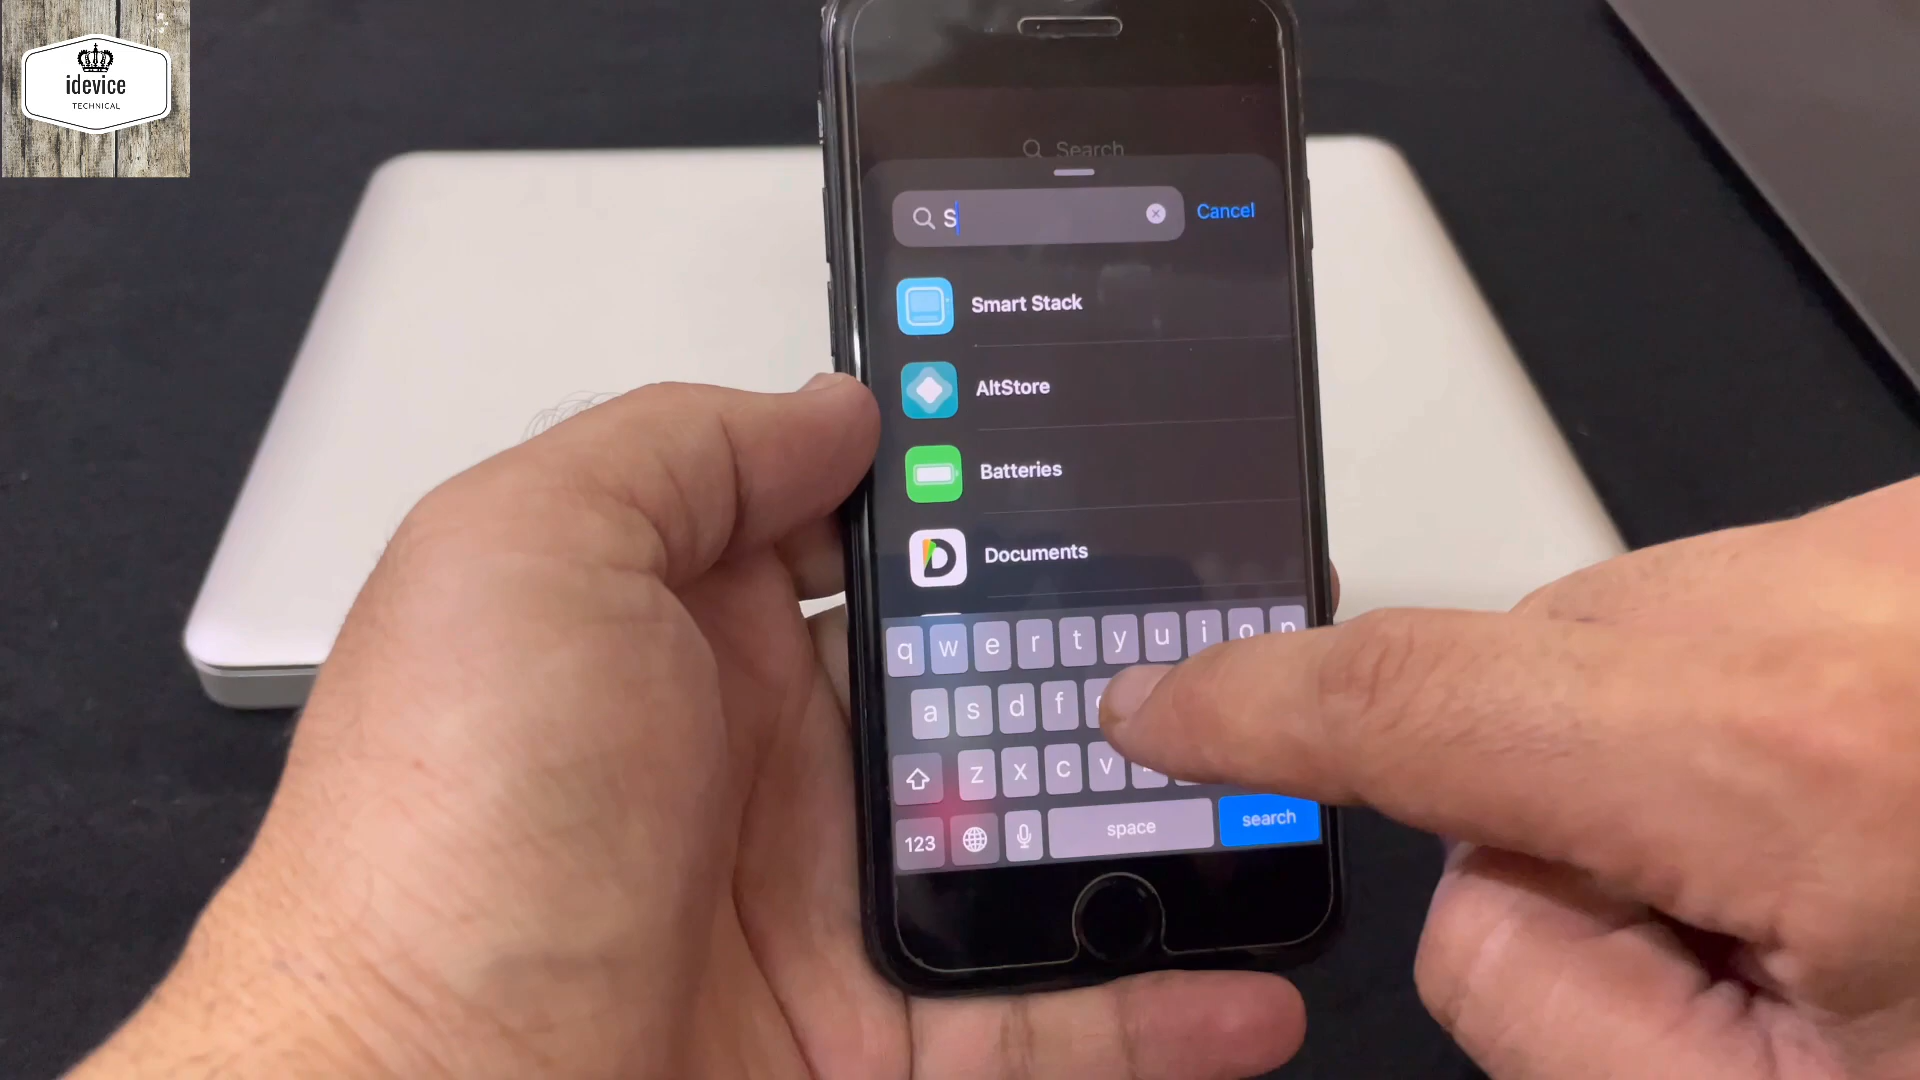 idevice
TECHNICAL
Search
S
Cancel
Smart Stack
AltStore
Batteries
Documents
q w e r t y u i o p
a s d f
z x c v
123
space
search